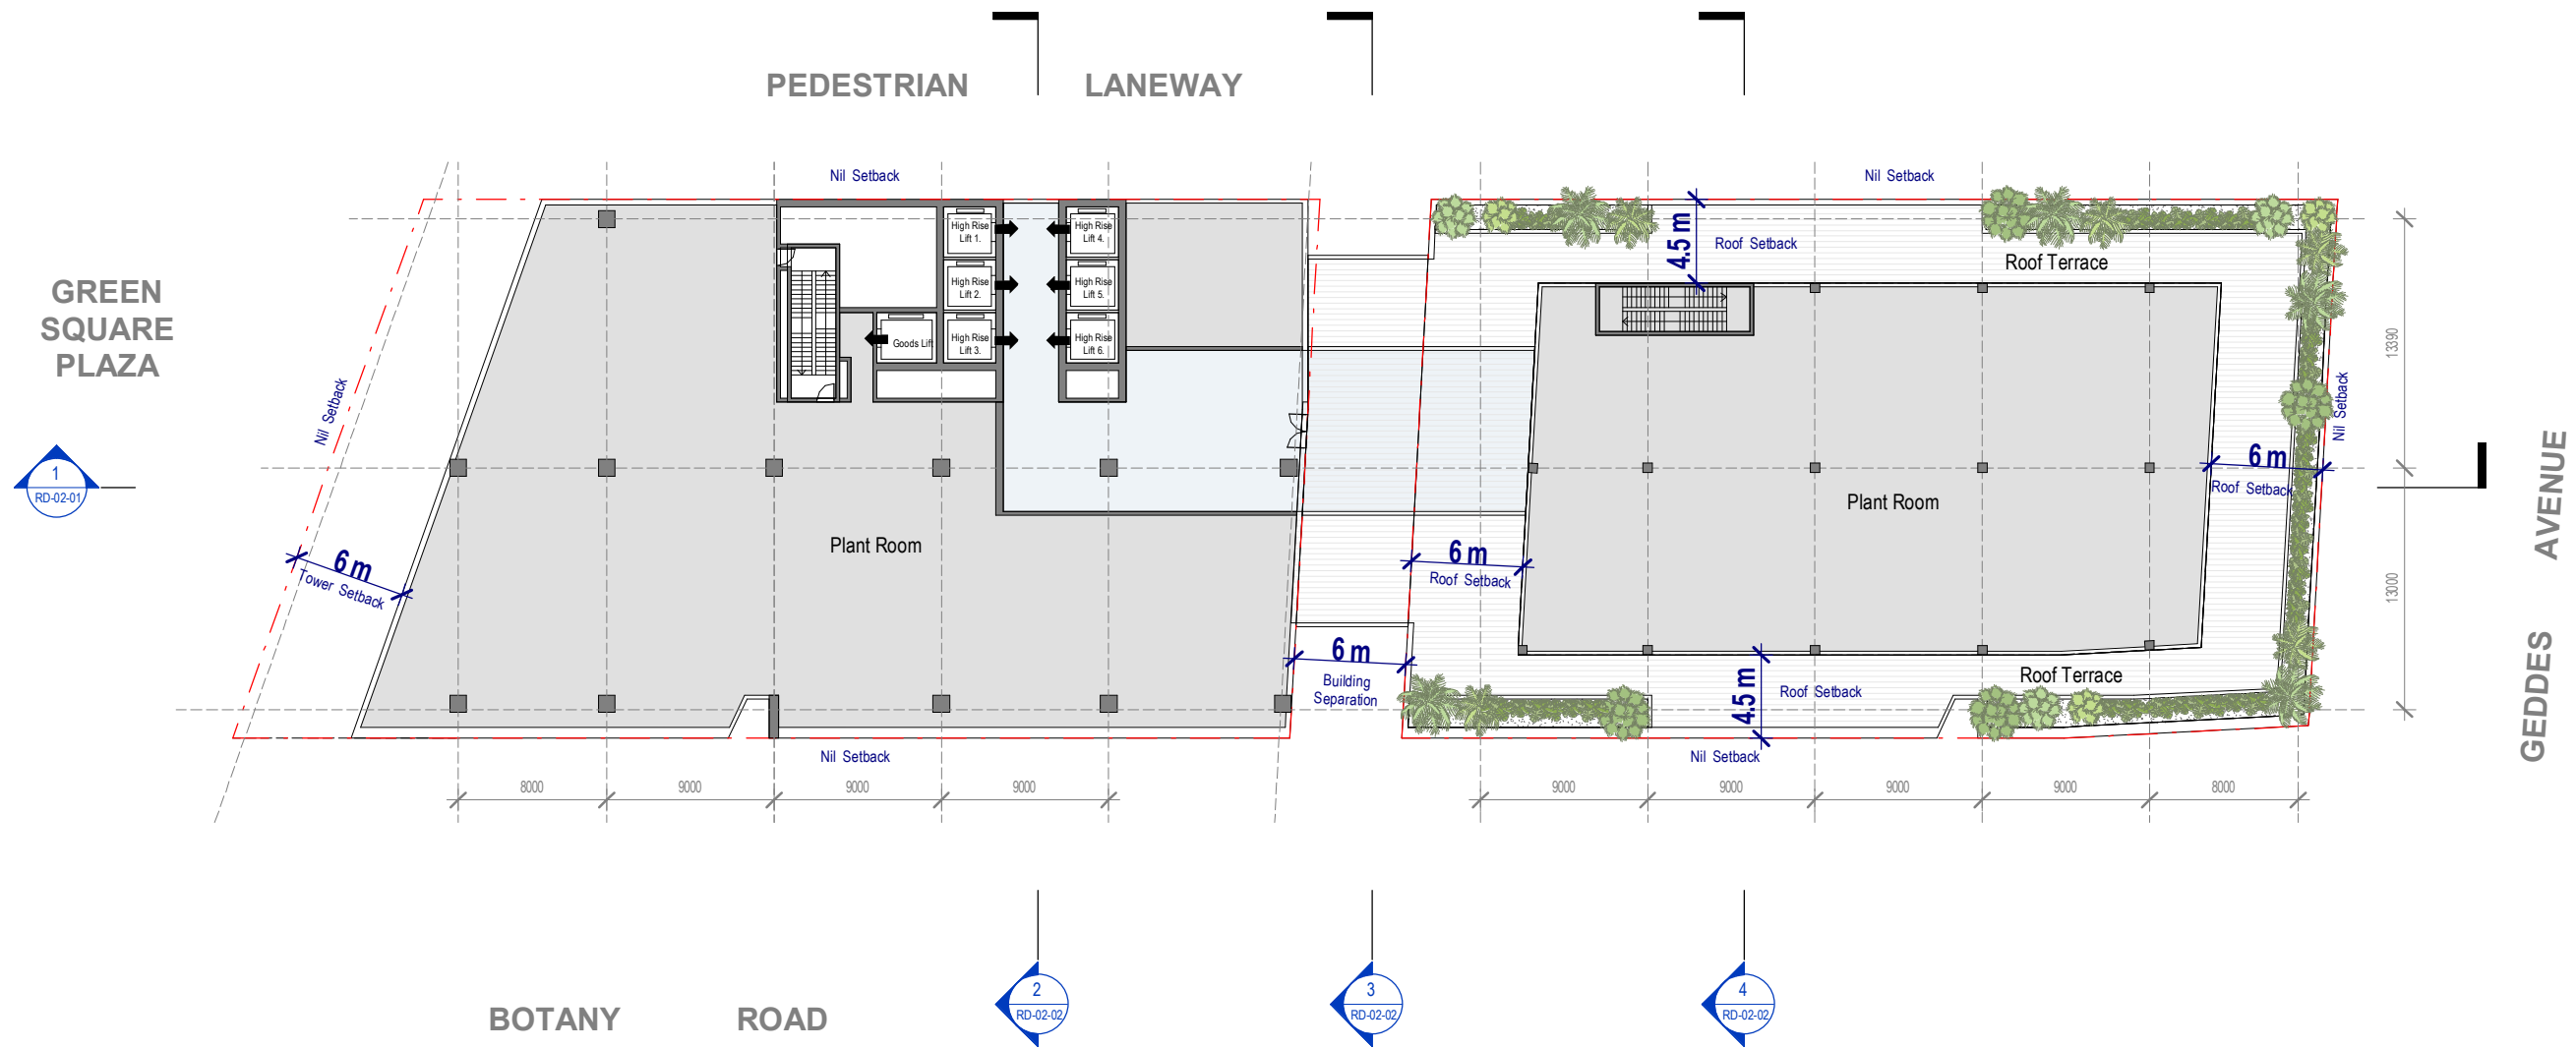 PEDESTRIAN LANEWAY
Nil Setback
Nil Setback
High Rise
Lift 1.
High Rise
Lift 4.
4.5 m
Roof Setback
Roof Terrace
High Rise
Lift 2.
High Rise
Lift 5.
GREEN
SQUARE
PLAZA
Goods Lift
High Rise
Lift 3.
High Rise
Lift 6.
13390
Nil Setback
Nil Setback
1
RD-02-01
6 m
Roof Setback
GEDDES AVENUE
Plant Room
Plant Room
6 m
Tower Setback
6 m
Roof Setback
13000
6 m
Building
Separation
4.5 m
Roof Setback
Roof Terrace
Nil Setback
Nil Setback
8000
9000
9000
9000
9000
9000
9000
9000
8000
2
RD-02-02
3
RD-02-02
4
RD-02-02
BOTANY ROAD